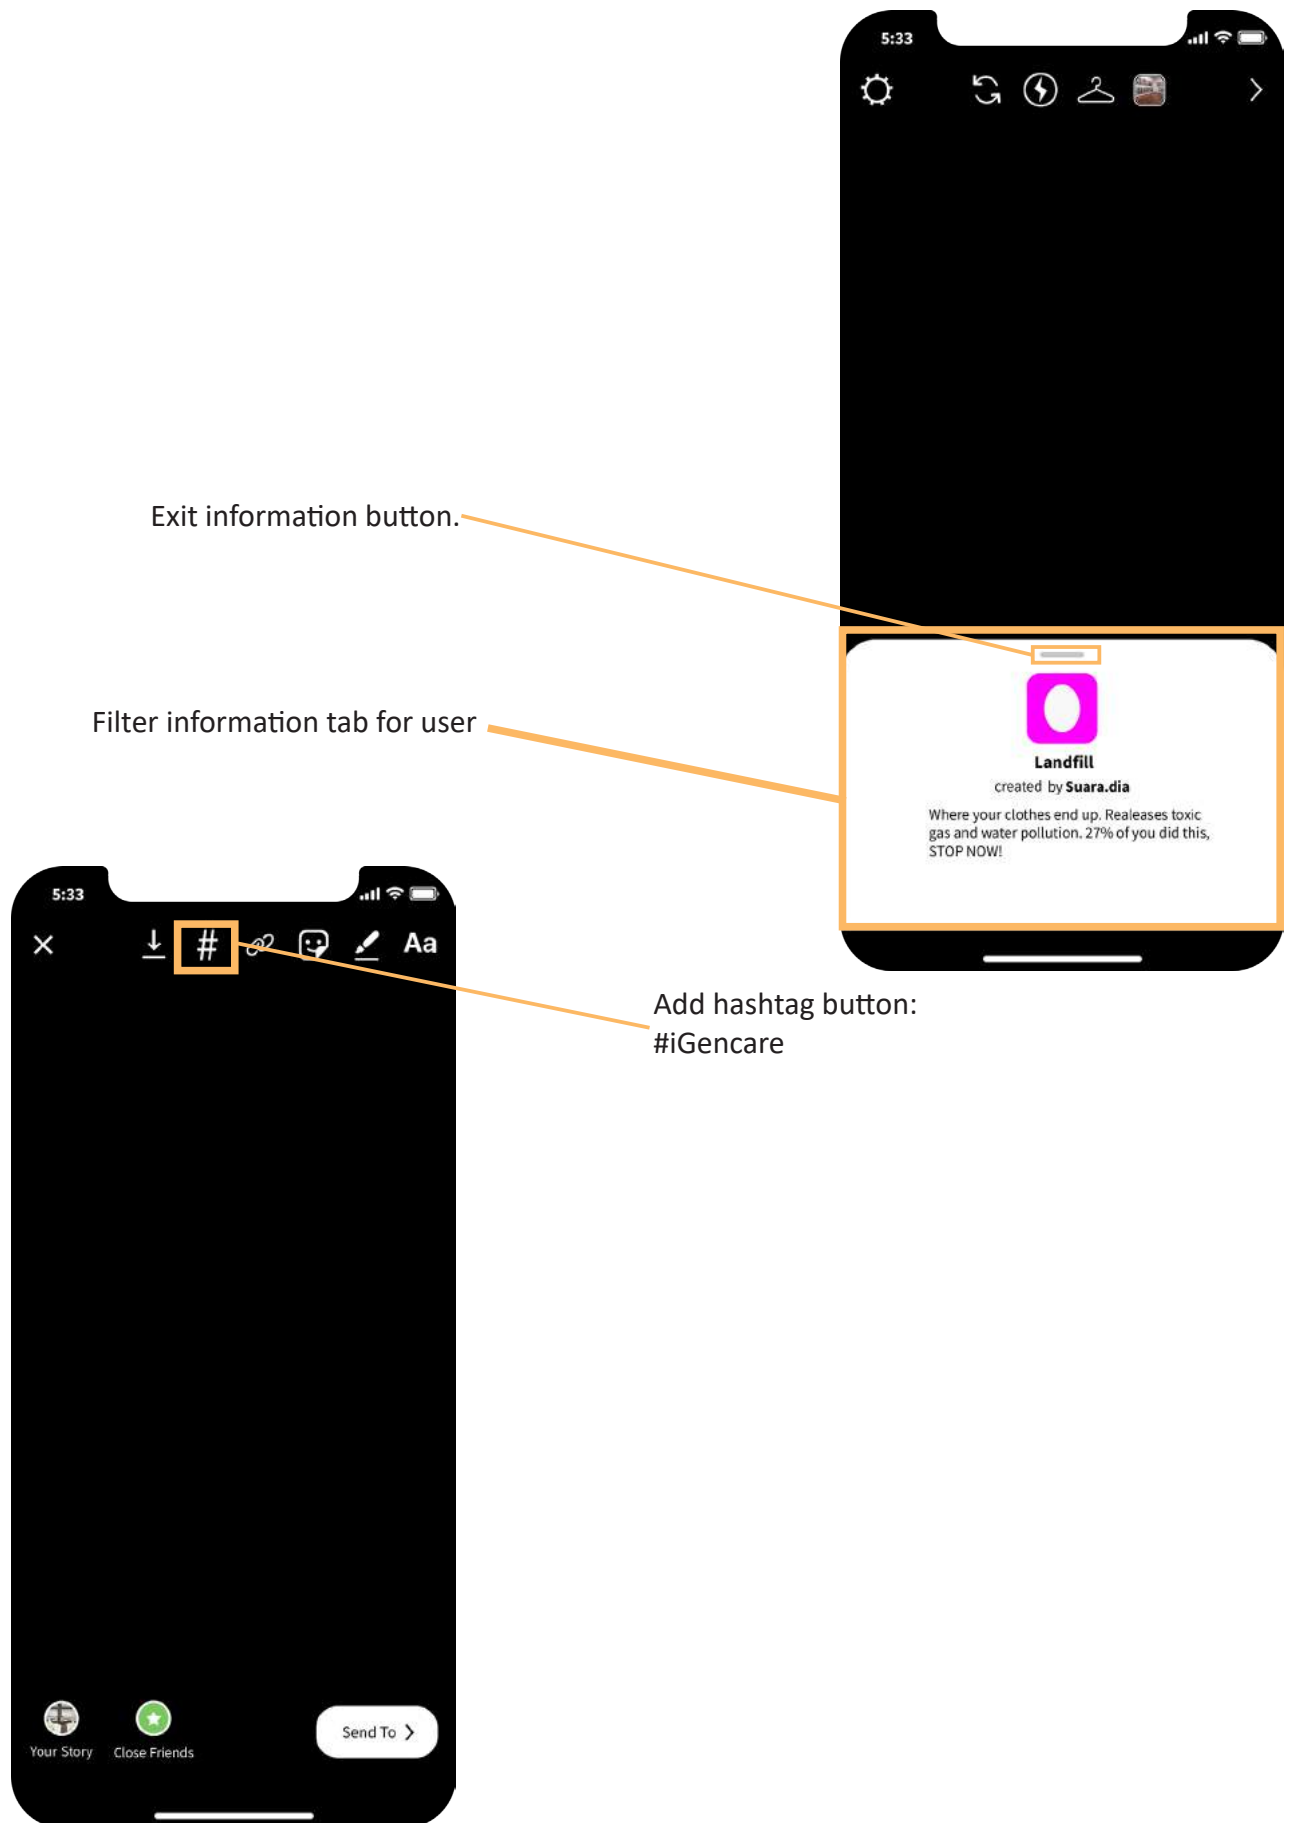 5:33
Exit information button.
Filter information tab for user
Landfill
created by Suara.dia
Where your clothes end up. Realeases toxic
gas and water pollution. 27% of you did this,
STOP NOW!
5:33
# Aa
Add hashtag button:
#iGencare
Your Story Close Friends Send To